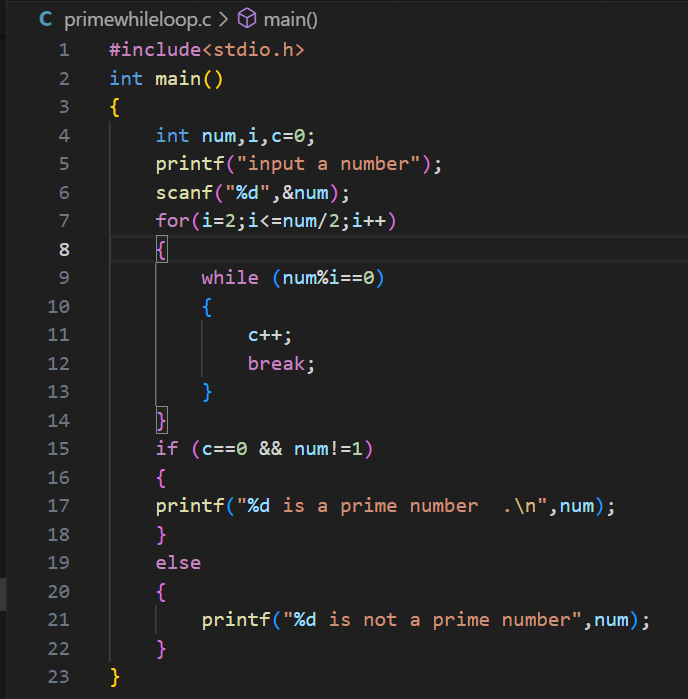 C primewhileloop.c > main()
1 #include<stdio.h>
2 int main()
3 {
4     int num,i,c=0;
5     printf("input a number");
6     scanf("%d",&num);
7     for(i=2;i<=num/2;i++)
8     {
9         while (num%i==0)
10         {
11             c++;
12             break;
13         }
14     }
15     if (c==0 && num!=1)
16     {
17     printf("%d is a prime number  .\n",num);
18     }
19     else
20     {
21         printf("%d is not a prime number",num);
22     }
23 }